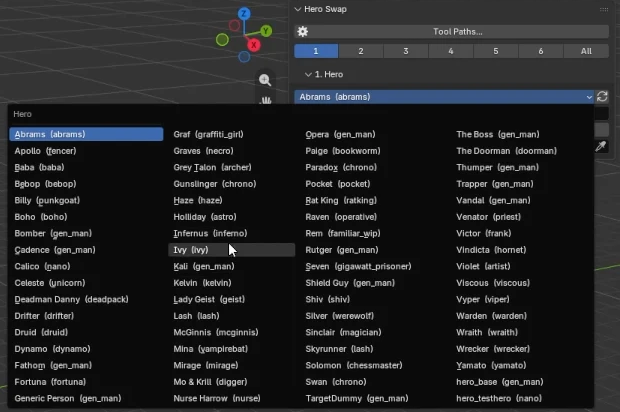 Hero Swap
Tool Paths...
1 2 3 4 5 6 All
1. Hero
Abrams (abrams)
Z
Y
X
Hero
Abrams (abrams)
Apollo (fencer)
Baba (baba)
Bebop (bebop)
Billy (punkgoat)
Boho (boho)
Bomber (gen_man)
Cadence (gen_man)
Calico (nano)
Celeste (unicorn)
Deadman Danny (deadpack)
Drifter (drifter)
Druid (druid)
Dynamo (dynamo)
Fathom (gen_man)
Fortuna (fortuna)
Generic Person (gen_man)
Graf (graffiti_girl)
Graves (necro)
Grey Talon (archer)
Gunslinger (chrono)
Haze (haze)
Holliday (astro)
Infernus (inferno)
Ivy (ivy)
Kali (gen_man)
Kelvin (kelvin)
Lady Geist (geist)
Lash (lash)
McGinnis (mcginnis)
Mina (vampirebat)
Mirage (mirage)
Mo & Krill (digger)
Nurse Harrow (nurse)
Opera (gen_man)
Paige (bookworm)
Paradox (chrono)
Pocket (pocket)
Rat King (ratking)
Raven (operative)
Rem (familiar_wip)
Rutger (gen_man)
Seven (gigawatt_prisoner)
Shield Guy (gen_man)
Shiv (shiv)
Silver (werewolf)
Sinclair (magician)
Skyrunner (lash)
Solomon (chessmaster)
Swan (chrono)
TargetDummy (gen_man)
The Boss (gen_man)
The Doorman (doorman)
Thumper (gen_man)
Trapper (gen_man)
Vandal (gen_man)
Venator (priest)
Victor (frank)
Vindicta (hornet)
Violet (artist)
Viscous (viscous)
Vyper (viper)
Warden (warden)
Wraith (wraith)
Wrecker (wrecker)
Yamato (yamato)
hero_base (gen_man)
hero_testhero (nano)